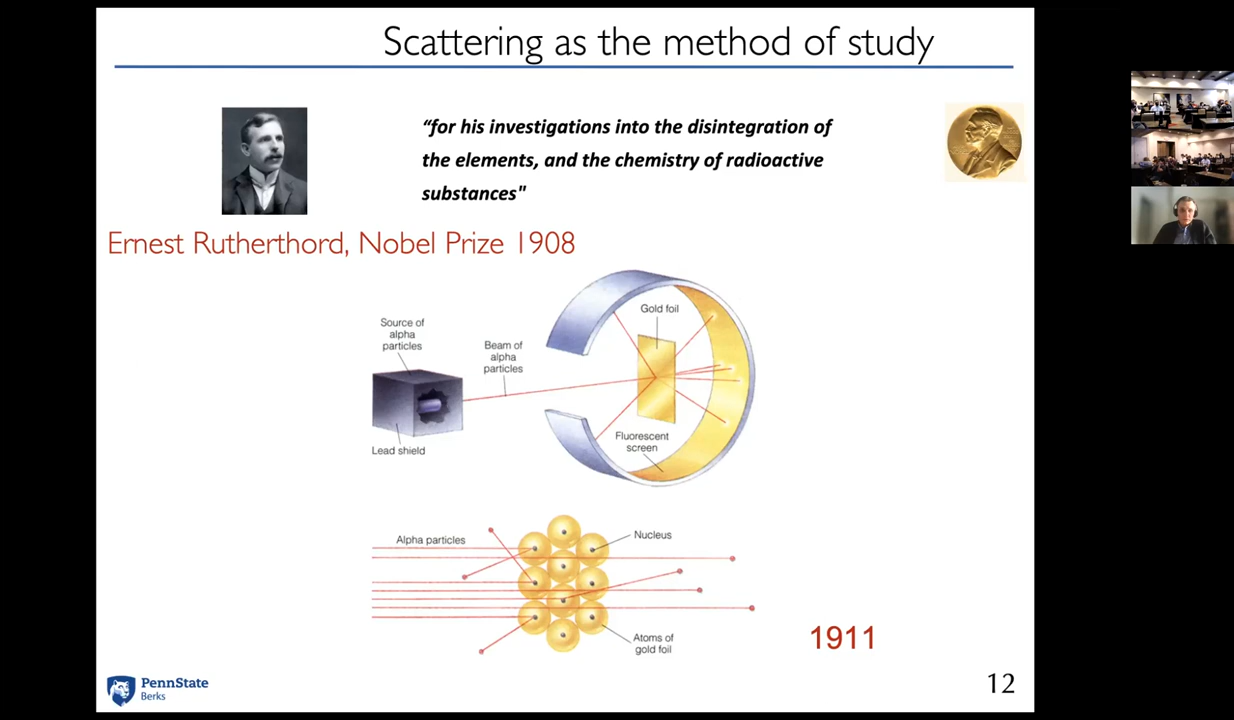 Scattering as the method of study
“for his investigations into the disintegration of
the elements, and the chemistry of radioactive
substances"
Ernest Rutherthord, Nobel Prize 1908
Gold foil
Source of
alpha
particles
Beam of
alpha
particles
Lead shield
Fluorescent
screen
Alpha particles
Nucleus
Atoms of
gold foil
1911
PennState
Berks
12